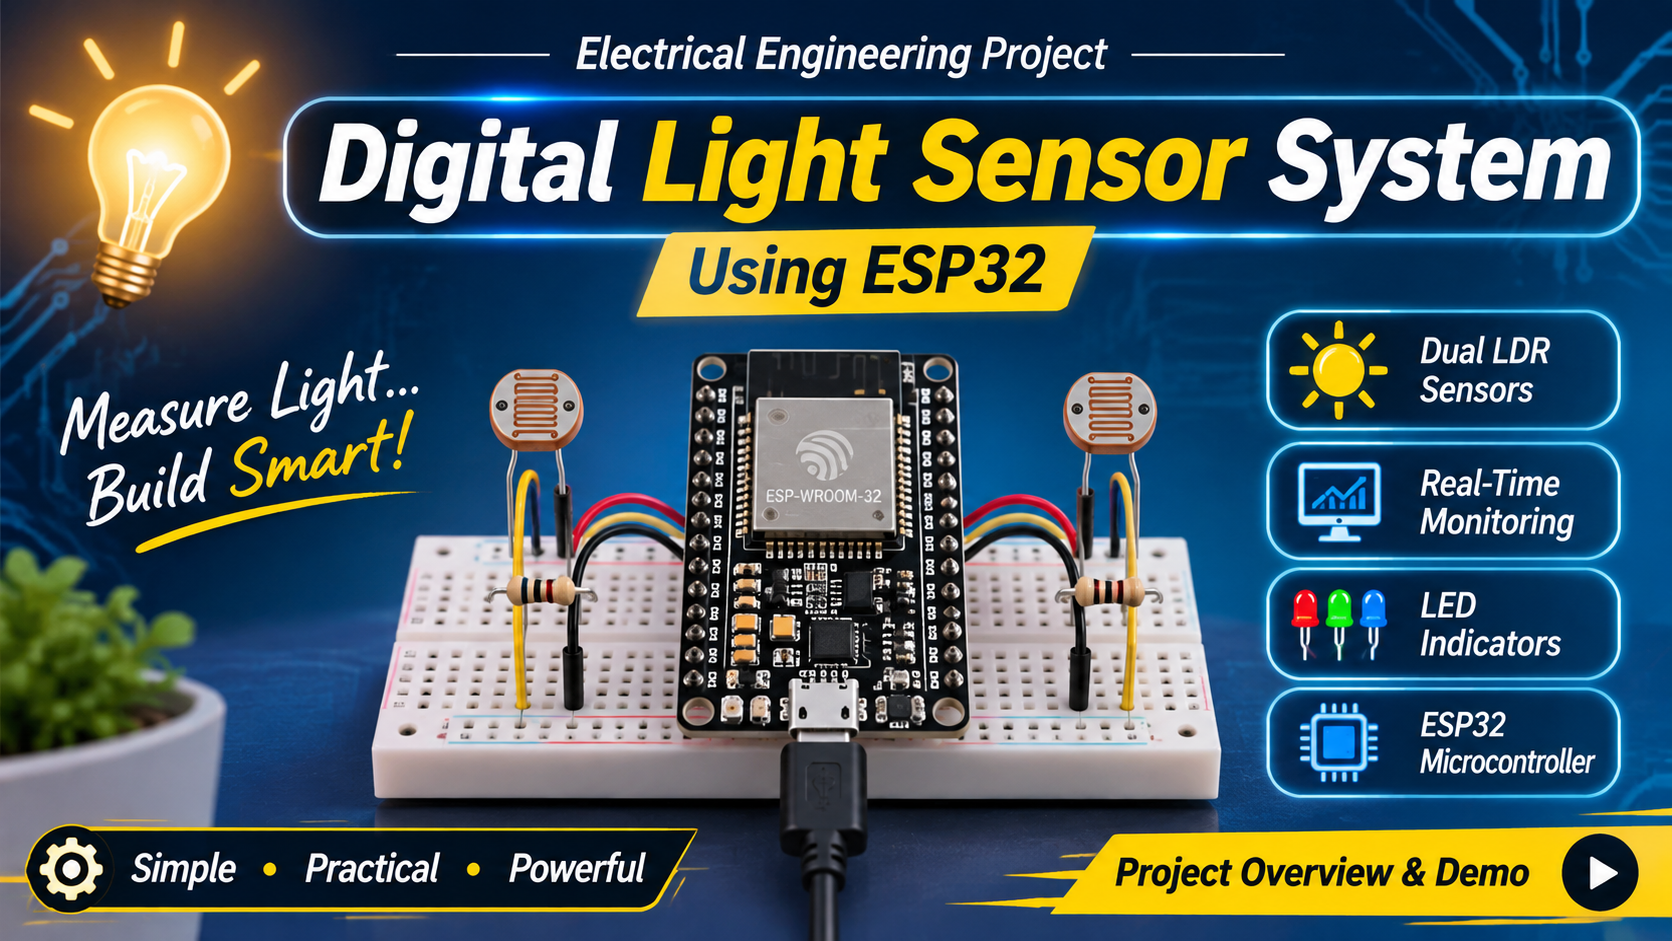 Electrical Engineering Project
Digital Light Sensor System
Using ESP32
Measure Light...
Build Smart!
ESP-WROOM-32
Dual LDR
Sensors
Real-Time
Monitoring
LED
Indicators
ESP32
Microcontroller
Simple • Practical • Powerful
Project Overview & Demo